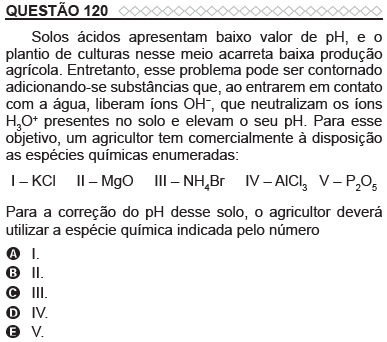 QUESTÃO 120
Solos ácidos apresentam baixo valor de pH, e o
plantio de culturas nesse meio acarreta baixa produção
agrícola. Entretanto, esse problema pode ser contornado
adicionando-se substâncias que, ao entrarem em contato
com a água, liberam íons OH⁻, que neutralizam os íons
H₃O⁺ presentes no solo e elevam o seu pH. Para esse
objetivo, um agricultor tem comercialmente à disposição
as espécies químicas enumeradas:
I – KCl II – MgO III – NH₄Br IV – AlCl₃ V – P₂O₅
Para a correção do pH desse solo, o agricultor deverá
utilizar a espécie química indicada pelo número
A I.
B II.
C III.
D IV.
E V.